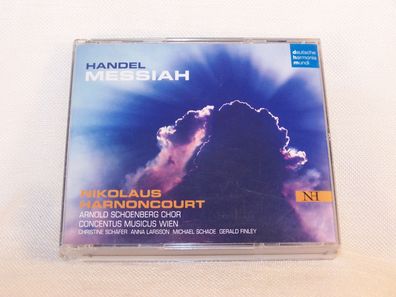 HANDEL
MESSIAH
deutsche
harmonia
mundi
NIKOLAUS
HARNONCOURT
ARNOLD SCHOENBERG CHOR
CONCENTUS MUSICUS WIEN
CHRISTINE SCHÄFER ANNA LARSSON MICHAEL SCHADE GERALD FINLEY
NH